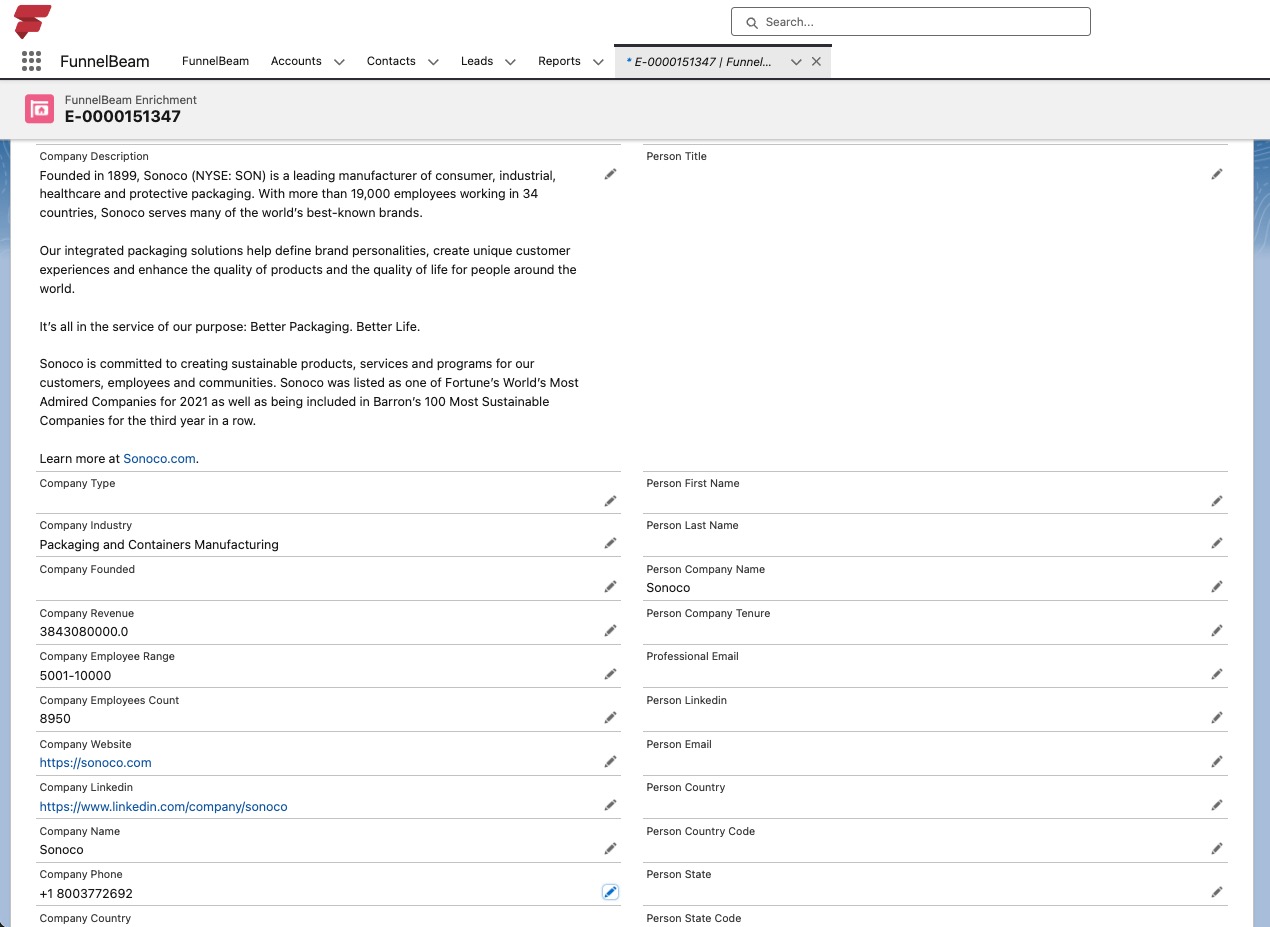 Search...
FunnelBeam
FunnelBeam
Accounts
Contacts
Leads
Reports
* E-0000151347 | Funnel...
FunnelBeam Enrichment
E-0000151347
Company Description
Founded in 1899, Sonoco (NYSE: SON) is a leading manufacturer of consumer, industrial,
healthcare and protective packaging. With more than 19,000 employees working in 34
countries, Sonoco serves many of the world's best-known brands.
Our integrated packaging solutions help define brand personalities, create unique customer
experiences and enhance the quality of products and the quality of life for people around the
world.
It's all in the service of our purpose: Better Packaging. Better Life.
Sonoco is committed to creating sustainable products, services and programs for our
customers, employees and communities. Sonoco was listed as one of Fortune's World's Most
Admired Companies for 2021 as well as being included in Barron's 100 Most Sustainable
Companies for the third year in a row.
Learn more at Sonoco.com.
Person Title
Company Type
Person First Name
Company Industry
Packaging and Containers Manufacturing
Person Last Name
Company Founded
Person Company Name
Sonoco
Company Revenue
3843080000.0
Person Company Tenure
Company Employee Range
5001-10000
Professional Email
Company Employees Count
8950
Person Linkedin
Company Website
https://sonoco.com
Person Email
Company Linkedin
https://www.linkedin.com/company/sonoco
Person Country
Company Name
Sonoco
Person Country Code
Company Phone
+1 8003772692
Person State
Company Country
Person State Code